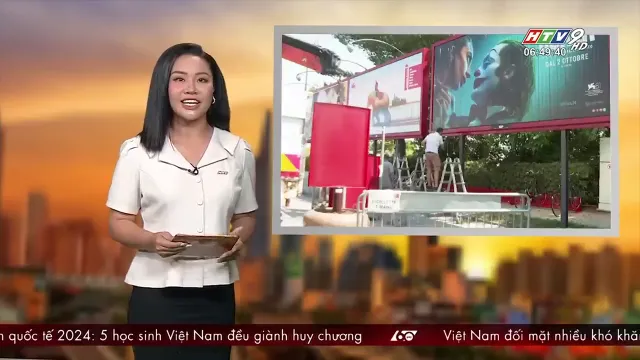 HTV9 HD
06:49:40
DAL 2 OTTOBRE
n quốc tế 2024: 5 học sinh Việt Nam đều giành huy chương
Việt Nam đối mặt nhiều khó khă